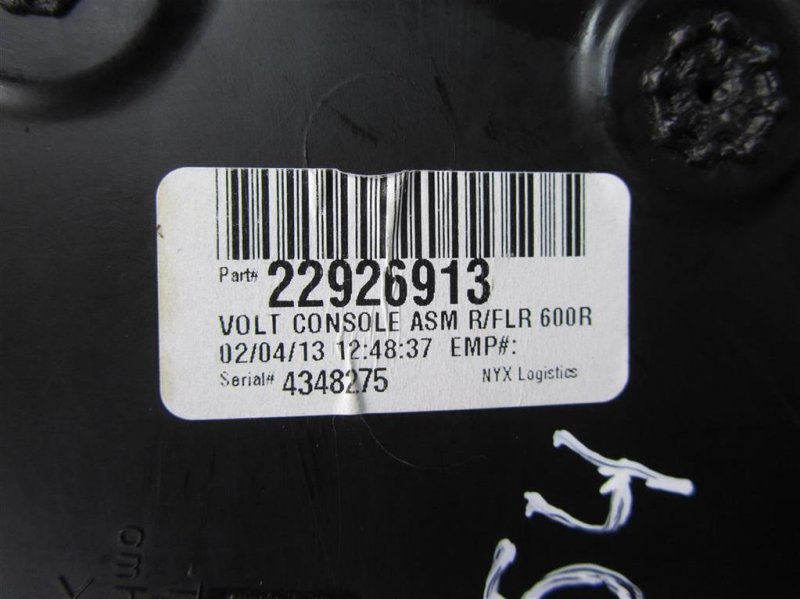 Part# 22926913
VOLT CONSOLE ASM R/FLR 600R
02/04/13 12:48:37 EMP#:
Serial# 4348275 NYX Logistics